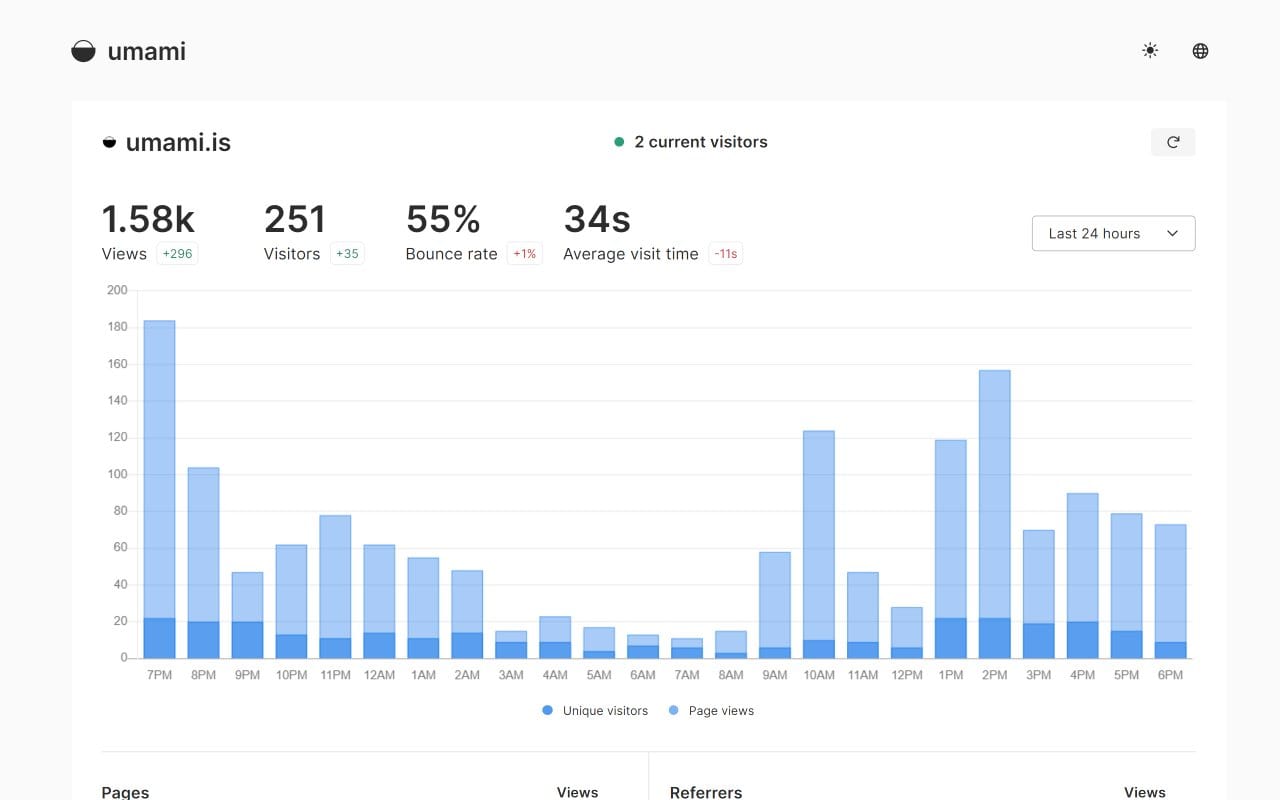 umami
umami.is
2 current visitors
1.58k
Views +296
251
Visitors +35
55%
Bounce rate +1%
34s
Average visit time -11s
Last 24 hours
200
180
160
140
120
100
80
60
40
20
0
7PM 8PM 9PM 10PM 11PM 12AM 1AM 2AM 3AM 4AM 5AM 6AM 7AM 8AM 9AM 10AM 11AM 12PM 1PM 2PM 3PM 4PM 5PM 6PM
Unique visitors Page views
Pages Views
Referrers Views